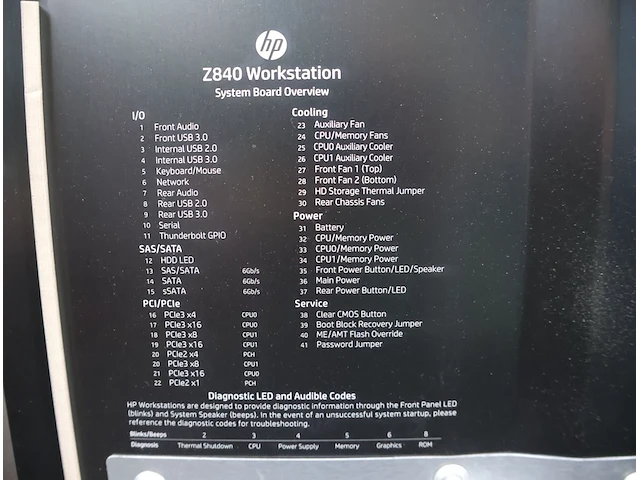 hp
Z840 Workstation
System Board Overview
I/O
1 Front Audio
2 Front USB 3.0
3 Internal USB 2.0
4 Internal USB 3.0
5 Keyboard/Mouse
6 Network
7 Rear Audio
8 Rear USB 2.0
9 Rear USB 3.0
10 Serial
11 Thunderbolt GPIO
SAS/SATA
12 HDD LED
13 SAS/SATA 6Gb/s
14 SATA 6Gb/s
15 sSATA 6Gb/s
PCI/PCIe
16 PCIe3 x4 CPU0
17 PCIe3 x16 CPU0
18 PCIe3 x8 CPU1
19 PCIe3 x16 CPU1
20 PCIe2 x4 PCH
20 PCIe3 x8 CPU1
21 PCIe3 x16 CPU0
22 PCIe2 x1 PCH
Cooling
23 Auxiliary Fan
24 CPU/Memory Fans
25 CPU0 Auxiliary Cooler
26 CPU1 Auxiliary Cooler
27 Front Fan 1 (Top)
28 Front Fan 2 (Bottom)
29 HD Storage Thermal Jumper
30 Rear Chassis Fans
Power
31 Battery
32 CPU/Memory Power
33 CPU0/Memory Power
34 CPU1/Memory Power
35 Front Power Button/LED/Speaker
36 Main Power
37 Rear Power Button/LED
Service
38 Clear CMOS Button
39 Boot Block Recovery Jumper
40 ME/AMT Flash Override
41 Password Jumper
Diagnostic LED and Audible Codes
HP Workstations are designed to provide diagnostic information through the Front Panel LED
(blinks) and System Speaker (beeps). In the event of an unsuccessful system startup, please
reference the diagnostic codes for troubleshooting.
Blinks/Beeps 2 3 4 5 6 8
Diagnosis Thermal Shutdown CPU Power Supply Memory Graphics ROM